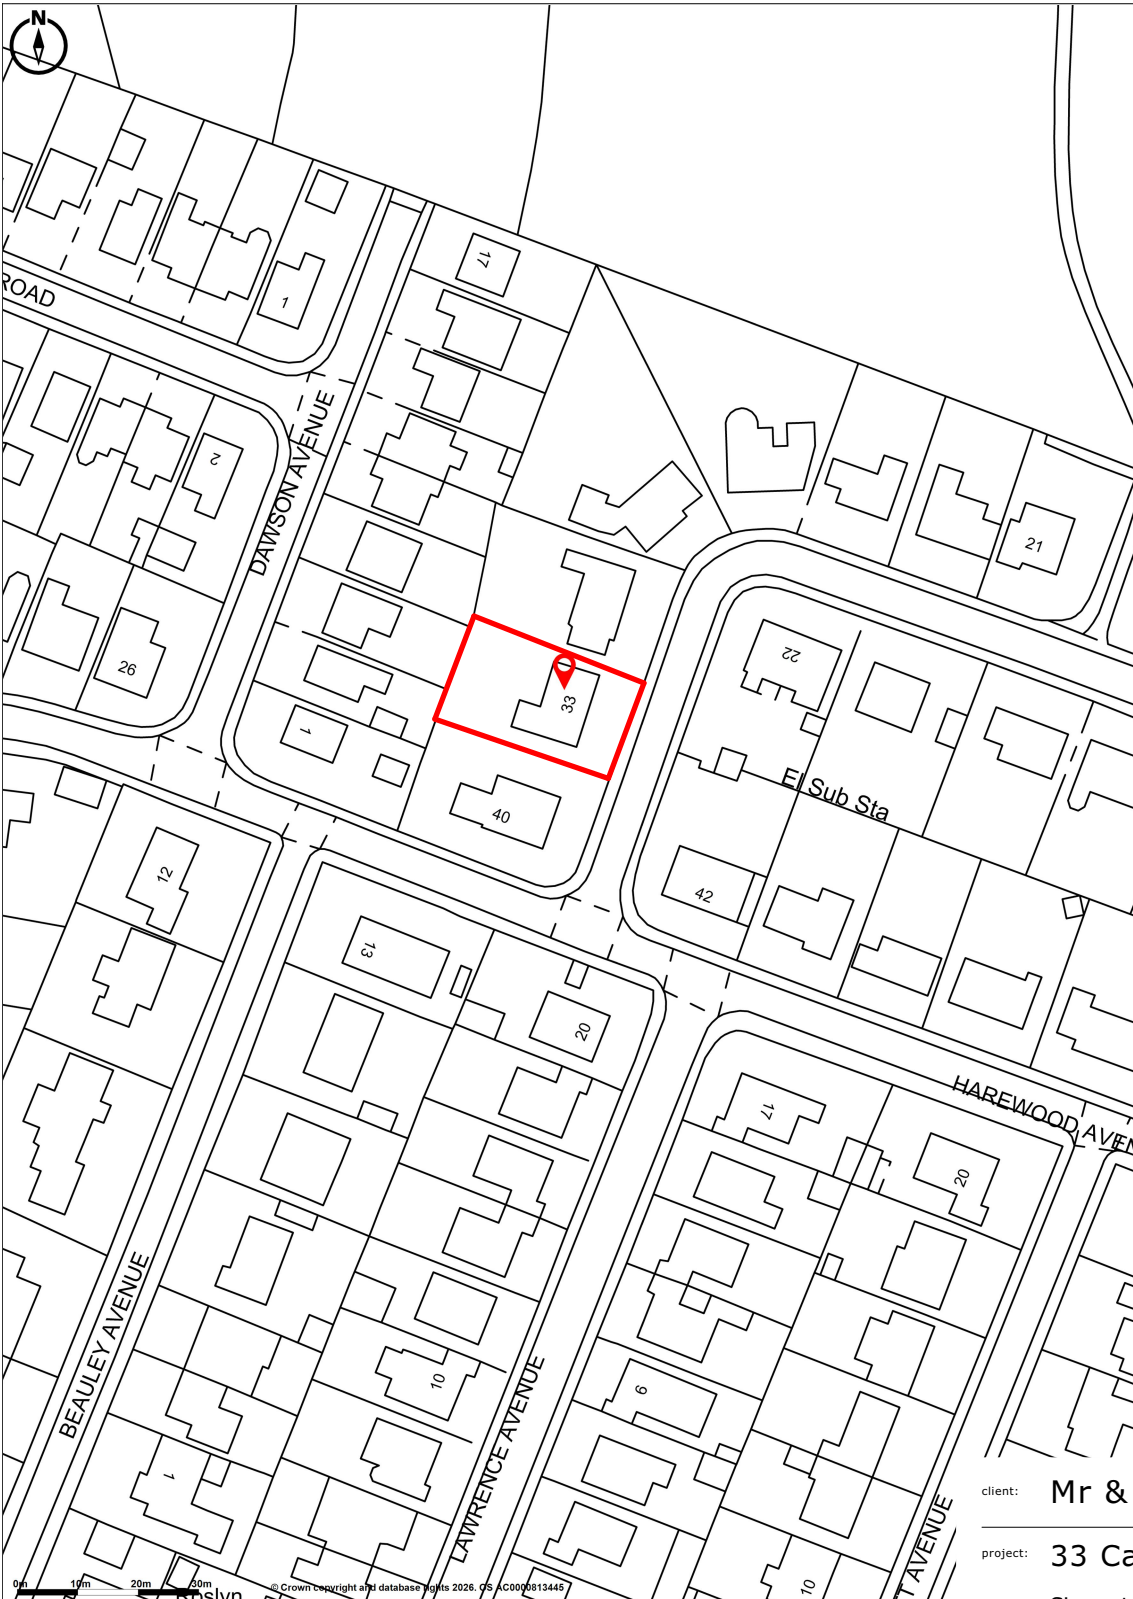 N
17
1
ROAD
DAWSON AVENUE
2
21
26
22
33
1
40
El Sub Sta
12
42
13
20
HAREWOOD AVEN
17
20
BEAULEY AVENUE
10
6
LAWRENCE AVENUE
1
client: Mr &
project: 33 Ca
T AVENUE
10
0m 10m 20m 30m
© Crown copyright and database rights 2026. OS AC0000813445